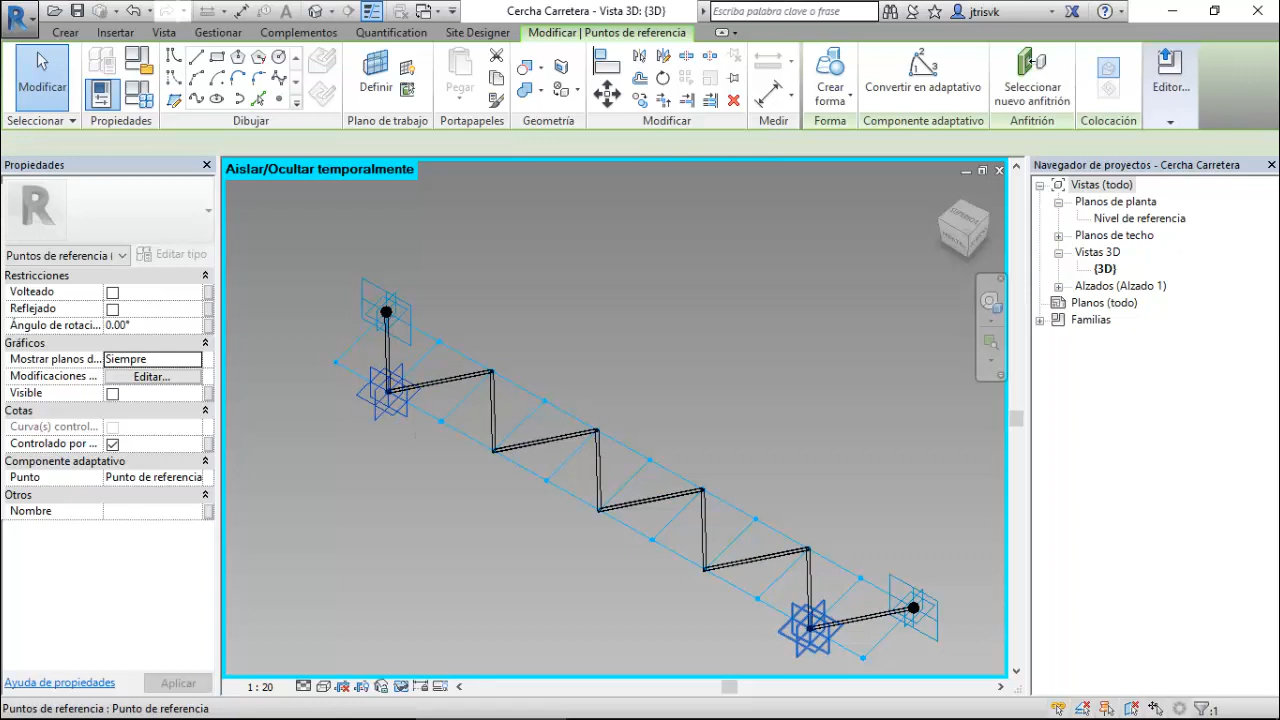 Cercha Carretera - Vista 3D: {3D}
Escriba palabra clave o frase
jtrisvk
Crear
Insertar
Vista
Gestionar
Complementos
Quantification
Site Designer
Modificar | Puntos de referencia
Modificar
Definir
Pegar
Crear
forma
Convertir en adaptativo
Seleccionar
nuevo anfitrión
Editor...
Seleccionar
Propiedades
Dibujar
Plano de trabajo
Portapapeles
Geometría
Modificar
Medir
Forma
Componente adaptativo
Anfitrión
Colocación
Propiedades
Puntos de referencia
Editar tipo
Restricciones
Volteado
Reflejado
Ángulo de rotaci... 0.00°
Gráficos
Mostrar planos d... Siempre
Modificaciones ... Editar...
Visible
Cotas
Curva(s) control...
Controlado por ...
Componente adaptativo
Punto Punto de referencia
Otros
Nombre
Ayuda de propiedades
Aplicar
Aislar/Ocultar temporalmente
1 : 20
Navegador de proyectos - Cercha Carretera
Vistas (todo)
Planos de planta
Nivel de referencia
Planos de techo
Vistas 3D
{3D}
Alzados (Alzado 1)
Planos (todo)
Familias
Puntos de referencia : Punto de referencia
:1